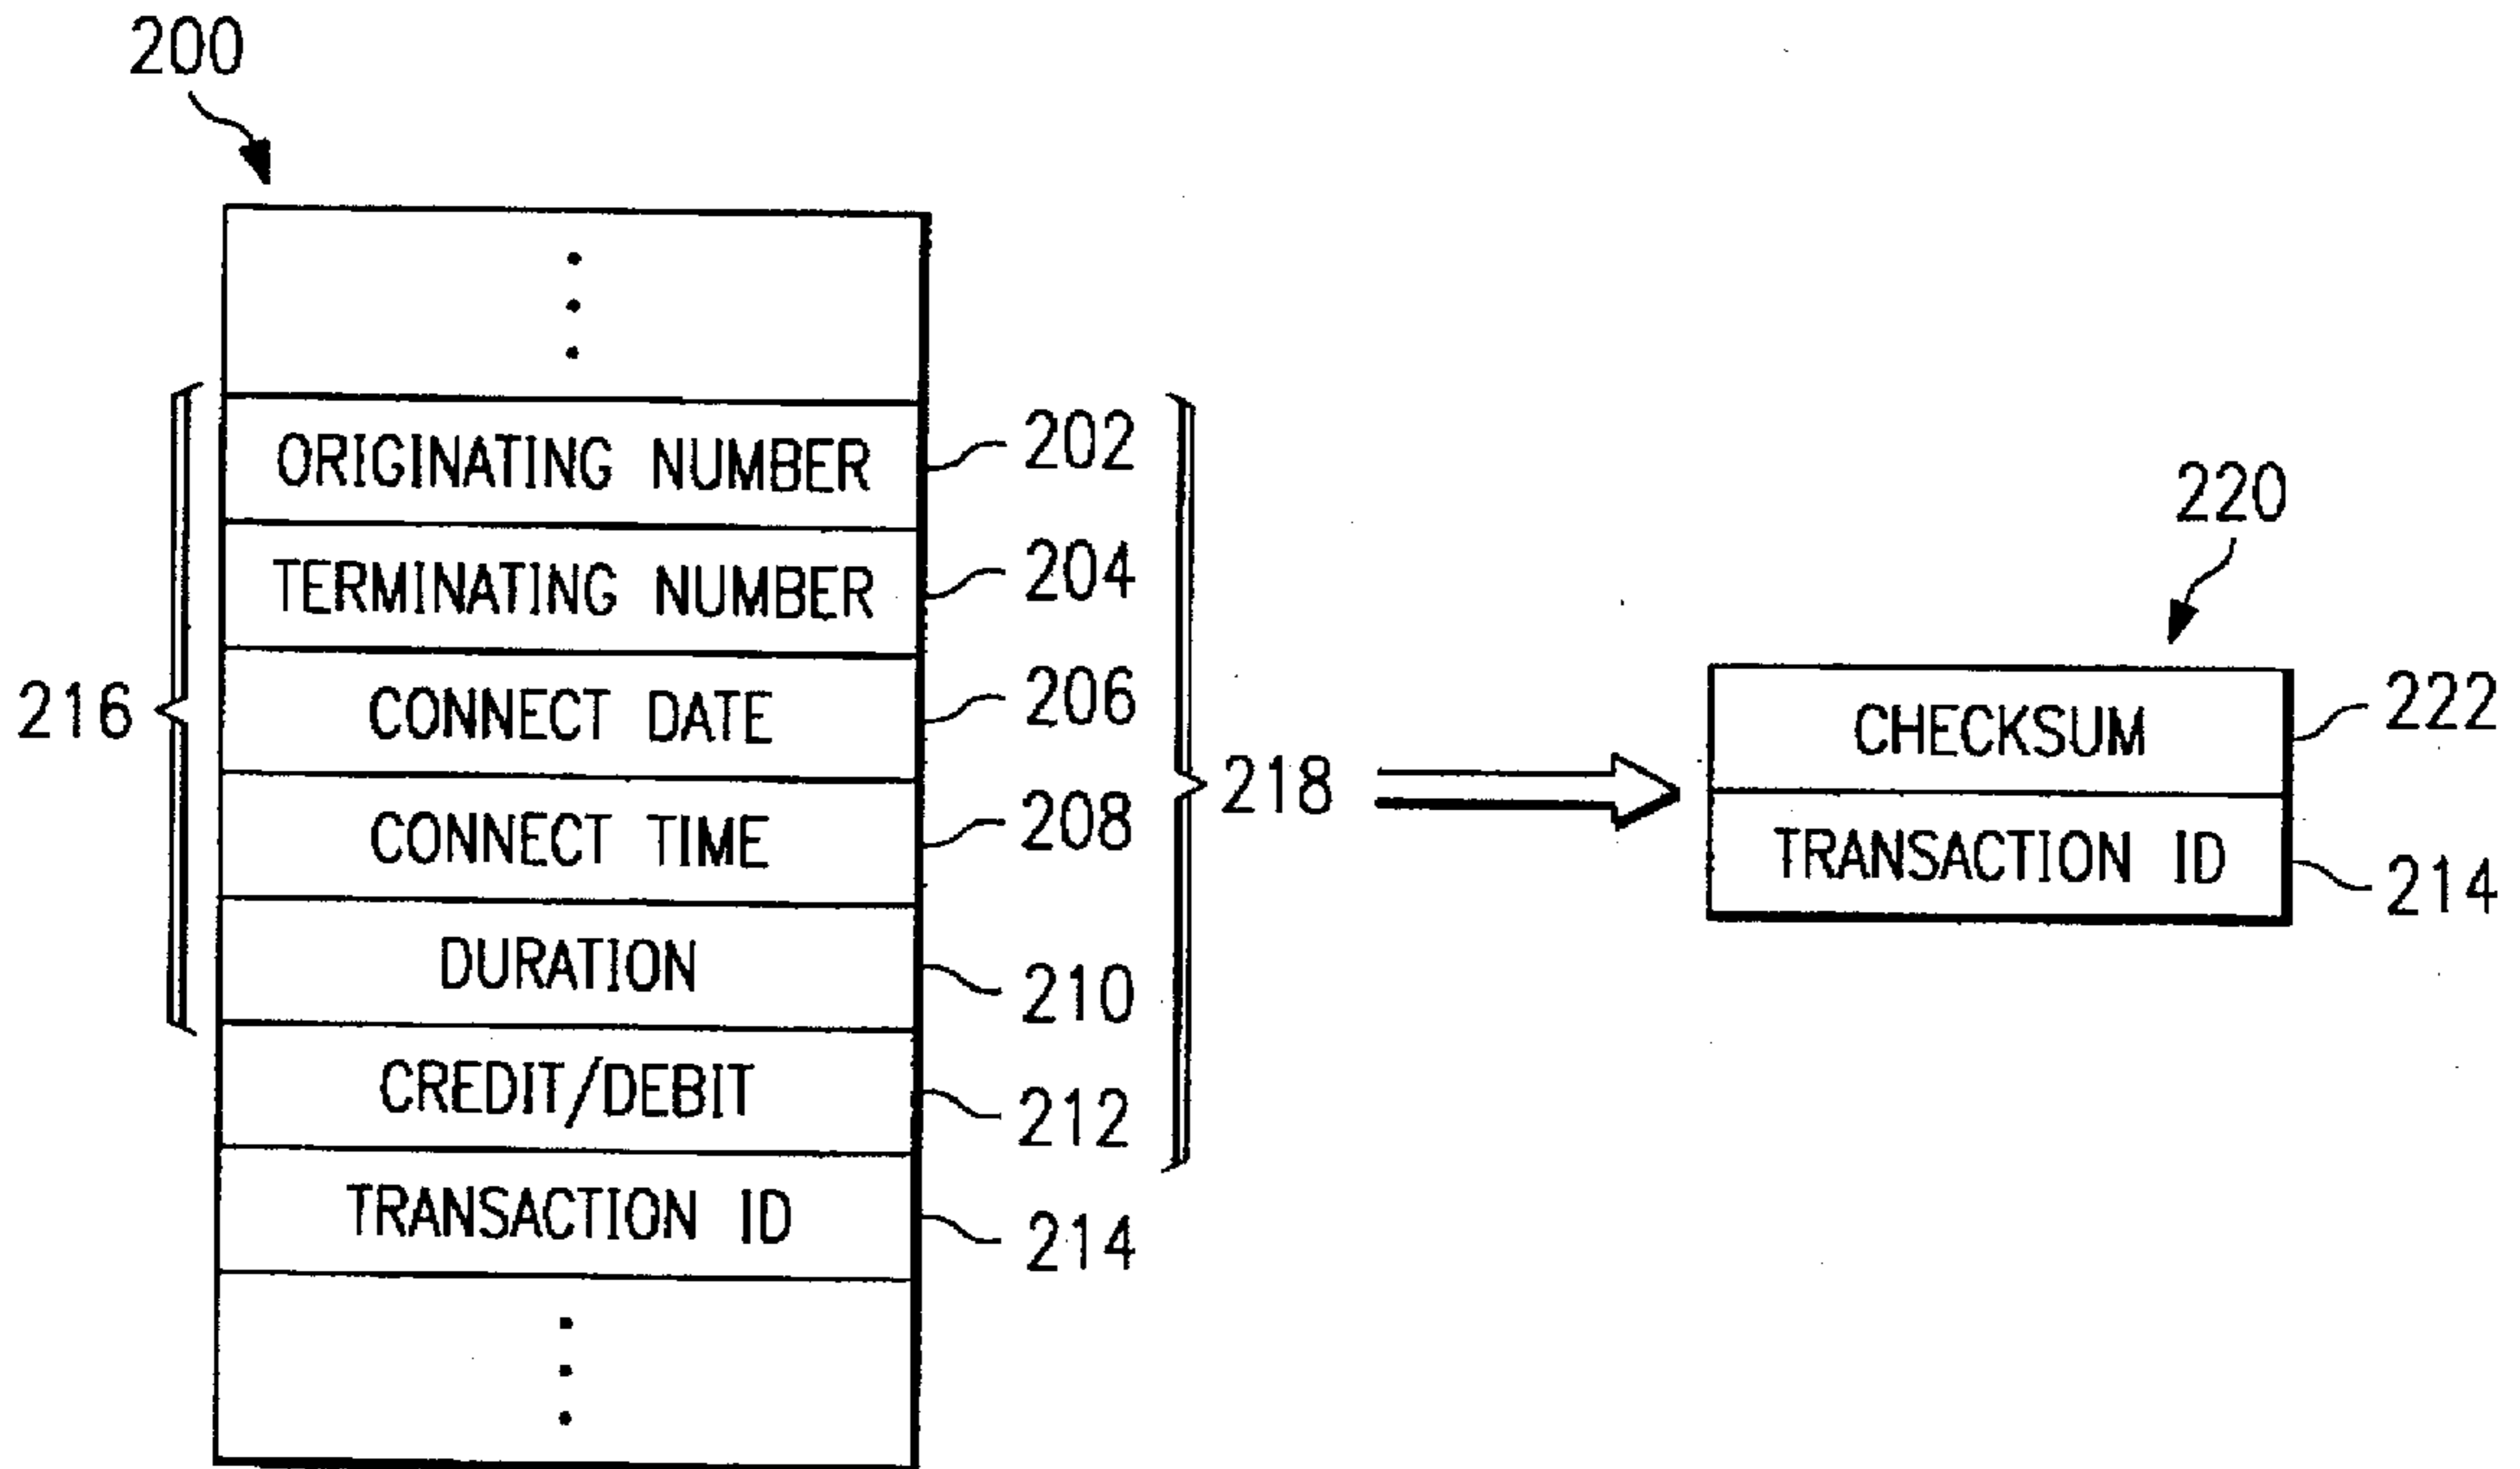 200
ORIGINATING NUMBER 202
TERMINATING NUMBER 204
CONNECT DATE 206
CONNECT TIME 208
DURATION 210
CREDIT/DEBIT 212
TRANSACTION ID 214
216
218
220
CHECKSUM 222
TRANSACTION ID 214